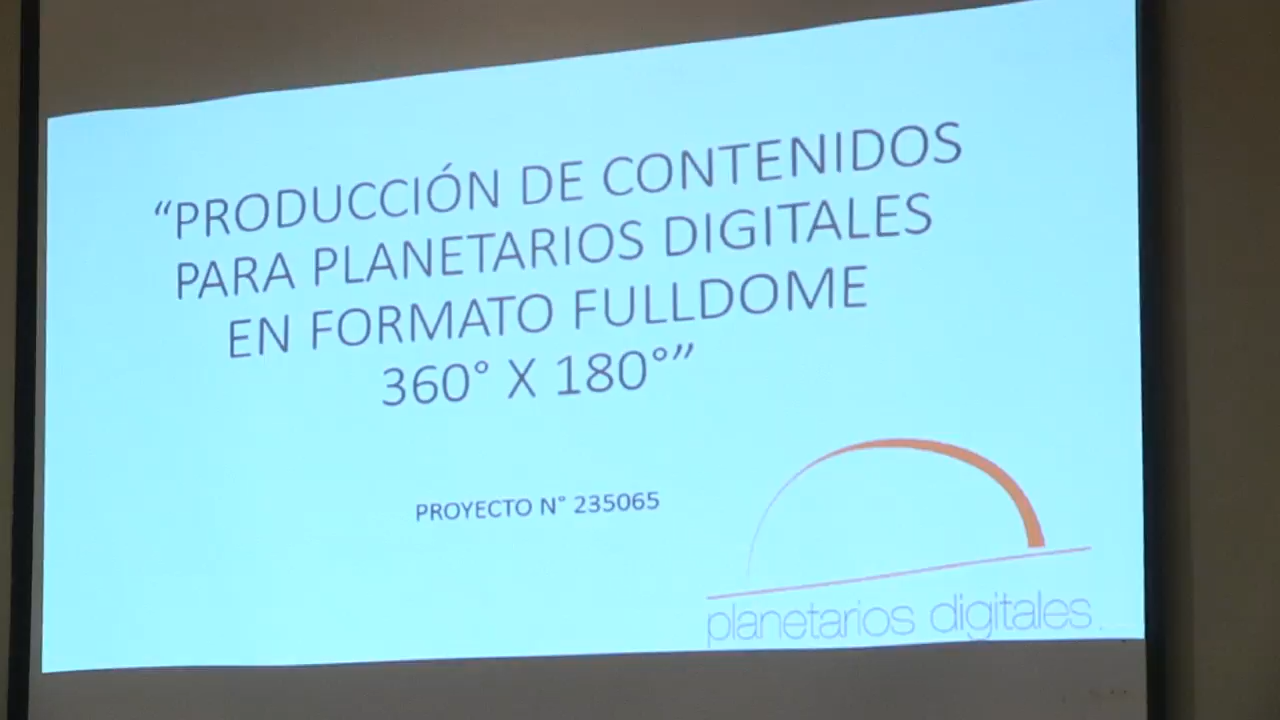 “PRODUCCIÓN DE CONTENIDOS
PARA PLANETARIOS DIGITALES
EN FORMATO FULLDOME
360° X 180°”
PROYECTO N° 235065
planetarios digitales.